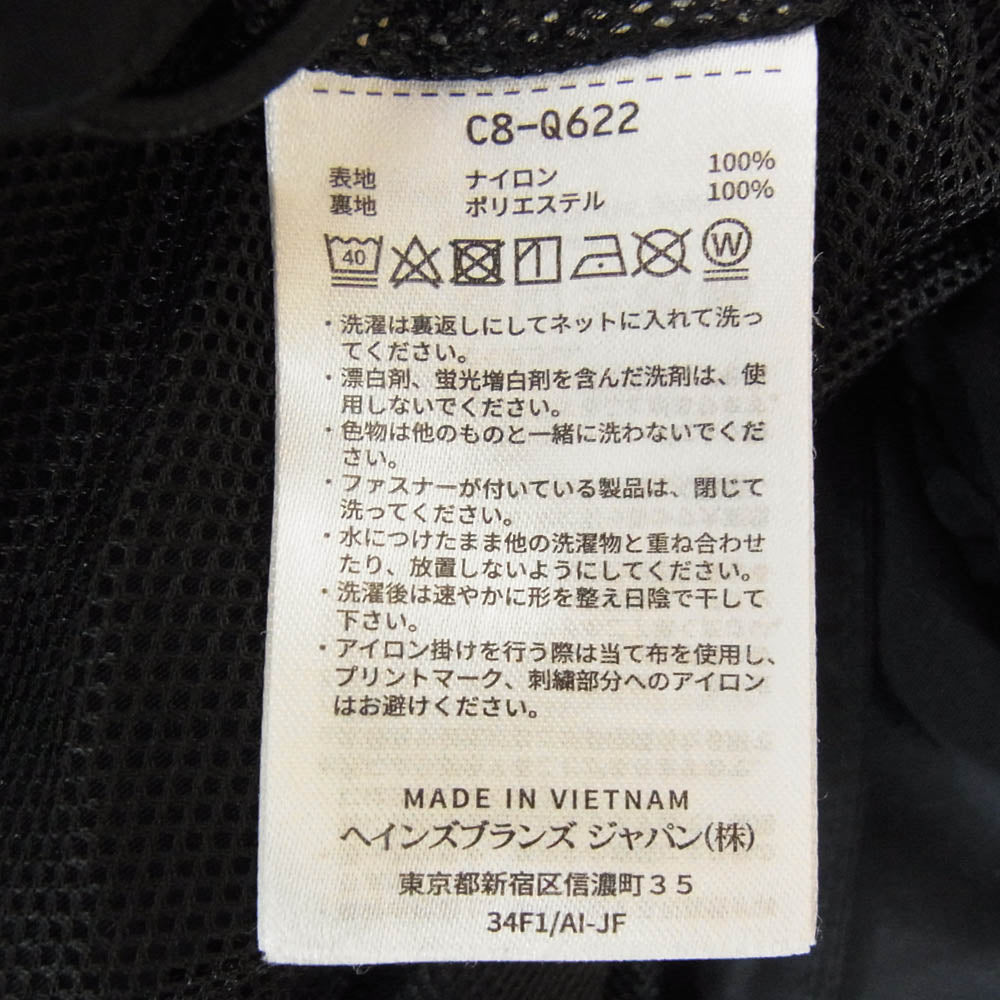 C8-Q622
表地 ナイロン 100%
裏地 ポリエステル 100%
40 W
・洗濯は裏返しにしてネットに入れて洗っ
てください。
・漂白剤、蛍光増白剤を含んだ洗剤は、使
用しないでください。
・色物は他のものと一緒に洗わないでくだ
さい。
・ファスナーが付いている製品は、閉じて
洗ってください。
・水につけたまま他の洗濯物と重ね合わせ
たり、放置しないようにしてください。
・洗濯後は速やかに形を整え日陰で干して
下さい。
・アイロン掛けを行う際は当て布を使用し、
プリントマーク、刺繍部分へのアイロン
はお避けください。
MADE IN VIETNAM
ヘインズブランズ ジャパン(株)
東京都新宿区信濃町３５
34F1/AI-JF